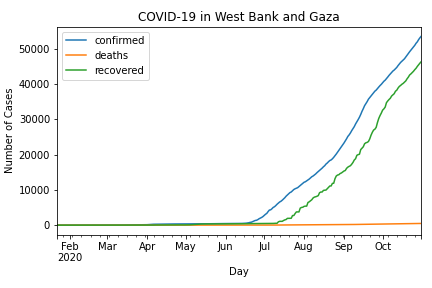 COVID-19 in West Bank and Gaza
confirmed
deaths
recovered
Number of Cases
50000
40000
30000
20000
10000
0
Feb Mar Apr May Jun Jul Aug Sep Oct
2020
Day